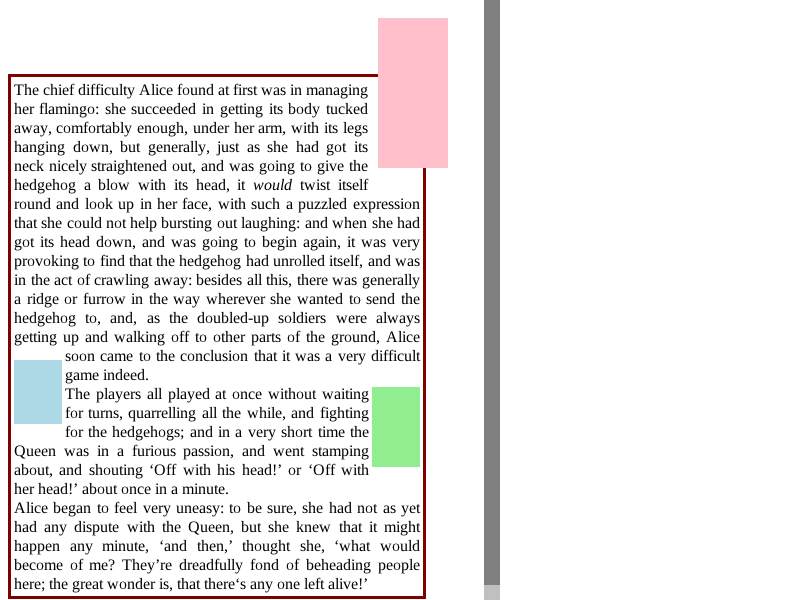 The chief difficulty Alice found at first was in managing
her flamingo: she succeeded in getting its body tucked
away, comfortably enough, under her arm, with its legs
hanging down, but generally, just as she had got its
neck nicely straightened out, and was going to give the
hedgehog a blow with its head, it would twist itself
round and look up in her face, with such a puzzled expression
that she could not help bursting out laughing: and when she had
got its head down, and was going to begin again, it was very
provoking to find that the hedgehog had unrolled itself, and was
in the act of crawling away: besides all this, there was generally
a ridge or furrow in the way wherever she wanted to send the
hedgehog to, and, as the doubled-up soldiers were always
getting up and walking off to other parts of the ground, Alice
soon came to the conclusion that it was a very difficult
game indeed.
The players all played at once without waiting
for turns, quarrelling all the while, and fighting
for the hedgehogs; and in a very short time the
Queen was in a furious passion, and went stamping
about, and shouting ‘Off with his head!’ or ‘Off with
her head!’ about once in a minute.
Alice began to feel very uneasy: to be sure, she had not as yet
had any dispute with the Queen, but she knew that it might
happen any minute, ‘and then,’ thought she, ‘what would
become of me? They’re dreadfully fond of beheading people
here; the great wonder is, that there‘s any one left alive!’